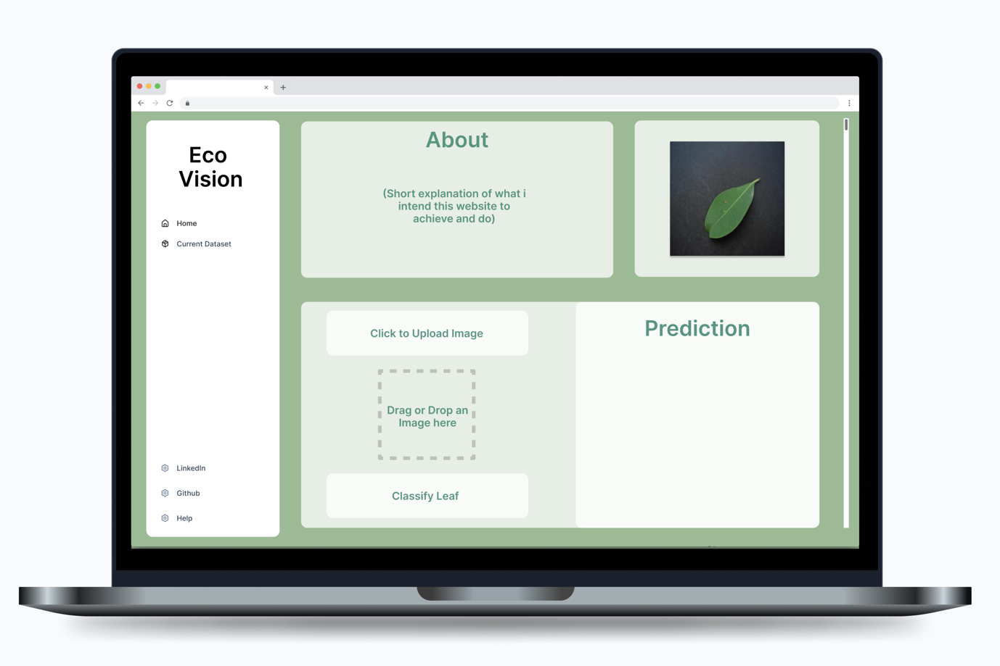 Eco
Vision
Home
Current Dataset
LinkedIn
Github
Help
About
(Short explanation of what i
intend this website to
achieve and do)
Click to Upload Image
Drag or Drop an
Image here
Classify Leaf
Prediction